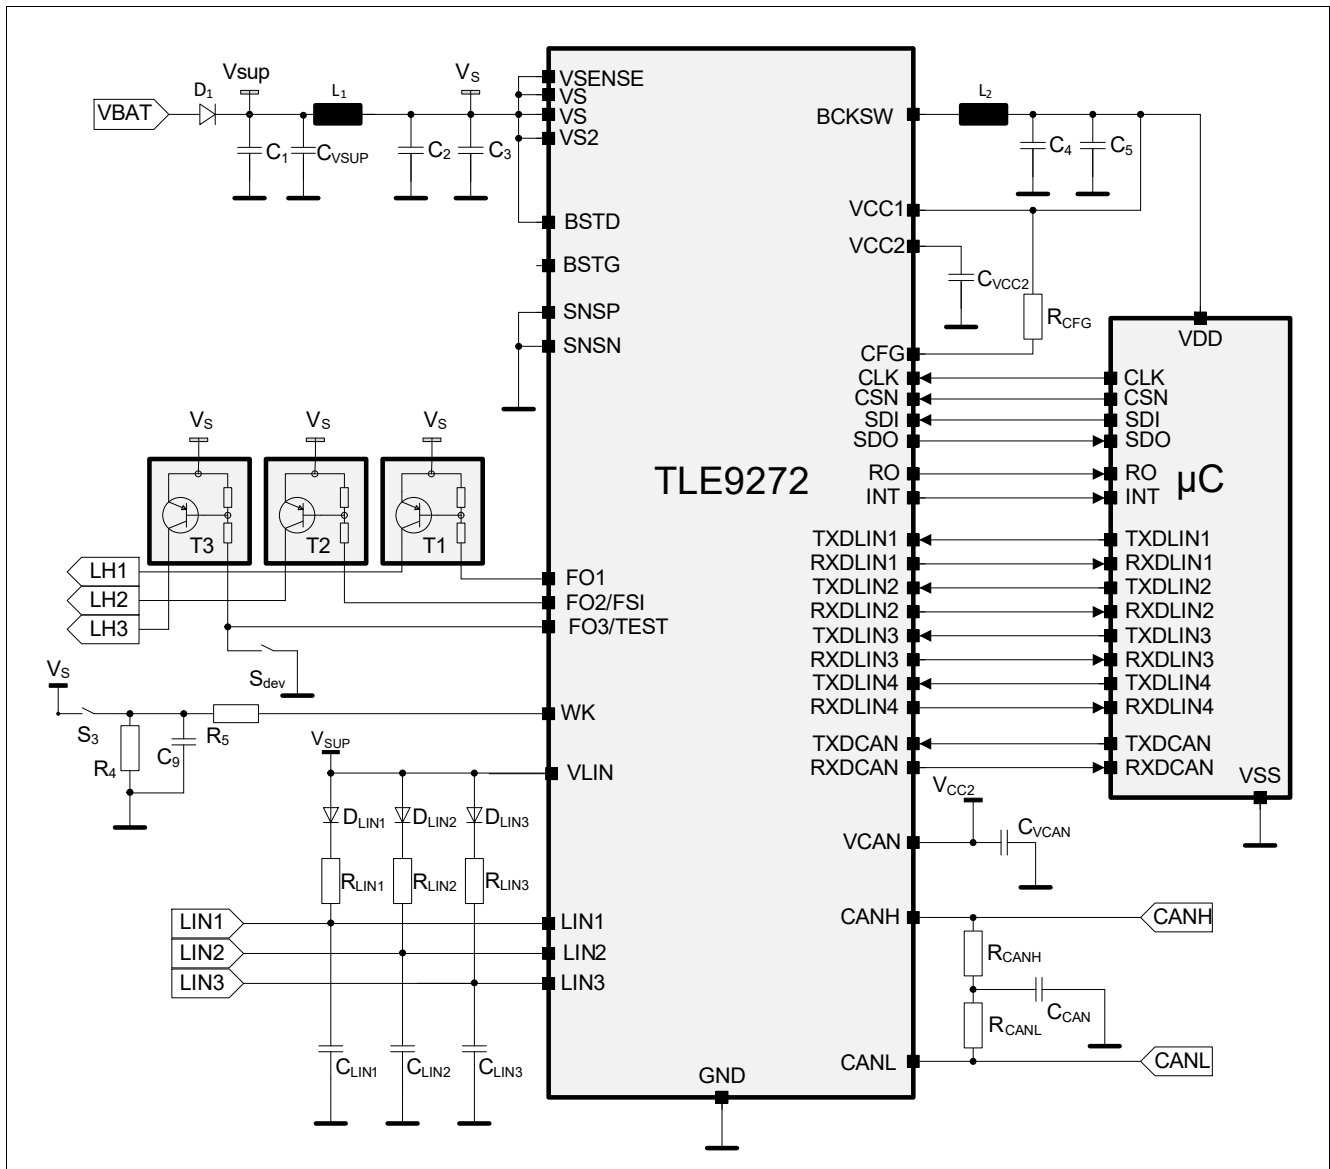 Vsup
VS
D1
L1
VBAT
C1
CVSUP
C2
C3
VSENSE
VS
VS
VS2
BSTD
BSTG
SNSP
SNSN
BCKSW
L2
C4
C5
VCC1
VCC2
CVCC2
RCFG
CFG
VDD
CLK
CSN
SDI
SDO
RO
INT
CLK
CSN
SDI
SDO
RO
INT
TLE9272
µC
VS
VS
VS
T3
T2
T1
LH1
LH2
LH3
FO1
FO2/FSI
FO3/TEST
Sdev
TXDLIN1
RXDLIN1
TXDLIN2
RXDLIN2
TXDLIN3
RXDLIN3
TXDLIN4
RXDLIN4
TXDCAN
RXDCAN
TXDLIN1
RXDLIN1
TXDLIN2
RXDLIN2
TXDLIN3
RXDLIN3
TXDLIN4
RXDLIN4
TXDCAN
RXDCAN
VSS
VS
S3
R4
C9
R5
WK
VSUP
VLIN
DLIN1
DLIN2
DLIN3
RLIN1
RLIN2
RLIN3
LIN1
LIN2
LIN3
LIN1
LIN2
LIN3
CLIN1
CLIN2
CLIN3
VCC2
VCAN
CVCAN
CANH
CANH
RCANH
CCAN
RCANL
CANL
CANL
GND